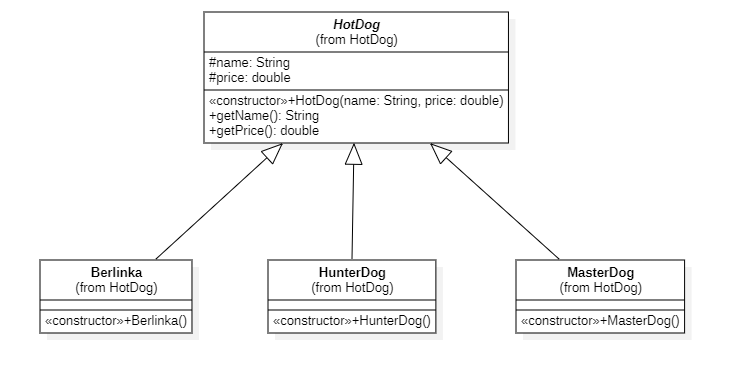 HotDog
(from HotDog)
#name: String
#price: double
«constructor»+HotDog(name: String, price: double)
+getName(): String
+getPrice(): double
Berlinka
(from HotDog)
«constructor»+Berlinka()
HunterDog
(from HotDog)
«constructor»+HunterDog()
MasterDog
(from HotDog)
«constructor»+MasterDog()